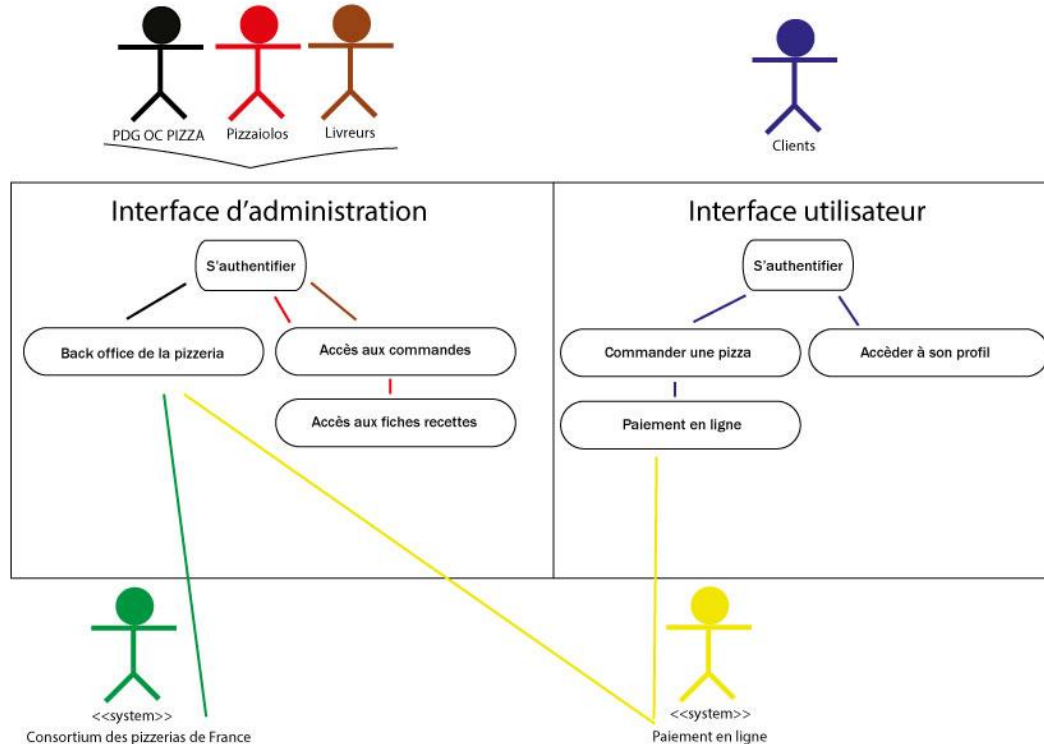 PDG OC PIZZA
Pizzaiolos
Livreurs
Clients
Interface d'administration
Interface utilisateur
S'authentifier
S'authentifier
Back office de la pizzeria
Accès aux commandes
Commander une pizza
Accèder à son profil
Accès aux fiches recettes
Paiement en ligne
<<system>>
Consortium des pizzerias de France
<<system>>
Paiement en ligne